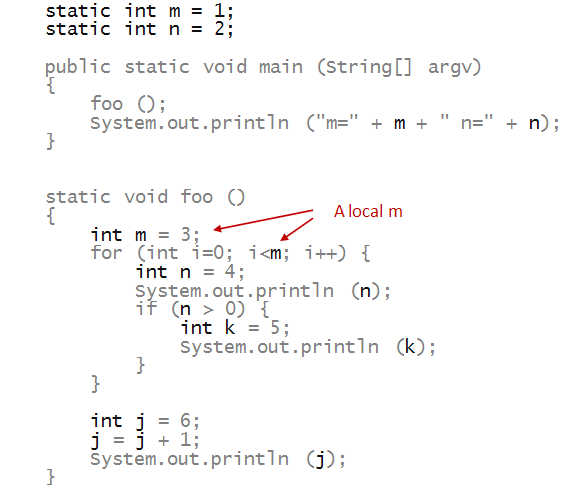 static int m = 1;
static int n = 2;
public static void main (String[] argv)
{
    foo ();
    System.out.println ("m=" + m + " n=" + n);
}
static void foo ()
{
    int m = 3;
A local m
    for (int i=0; i<m; i++) {
        int n = 4;
        System.out.println (n);
        if (n > 0) {
            int k = 5;
            System.out.println (k);
        }
    }
    int j = 6;
    j = j + 1;
    System.out.println (j);
}